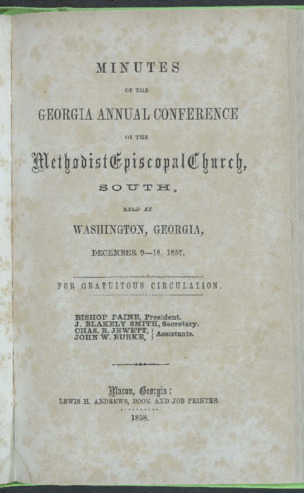 MINUTES
OF THE
GEORGIA ANNUAL CONFERENCE
OF THE
Methodist Episcopal Church,
SOUTH,
HELD AT
WASHINGTON, GEORGIA,
DECEMBER 9—16, 1857.
FOR GRATUITOUS CIRCULATION.
BISHOP PAINE, President.
J. BLAKELY SMITH, Secretary.
CHAS. R. JEWETT, } Assistants.
JOHN W. BURKE,
Macon, Georgia:
LEWIS H. ANDREWS, BOOK AND JOB PRINTER.
1858.